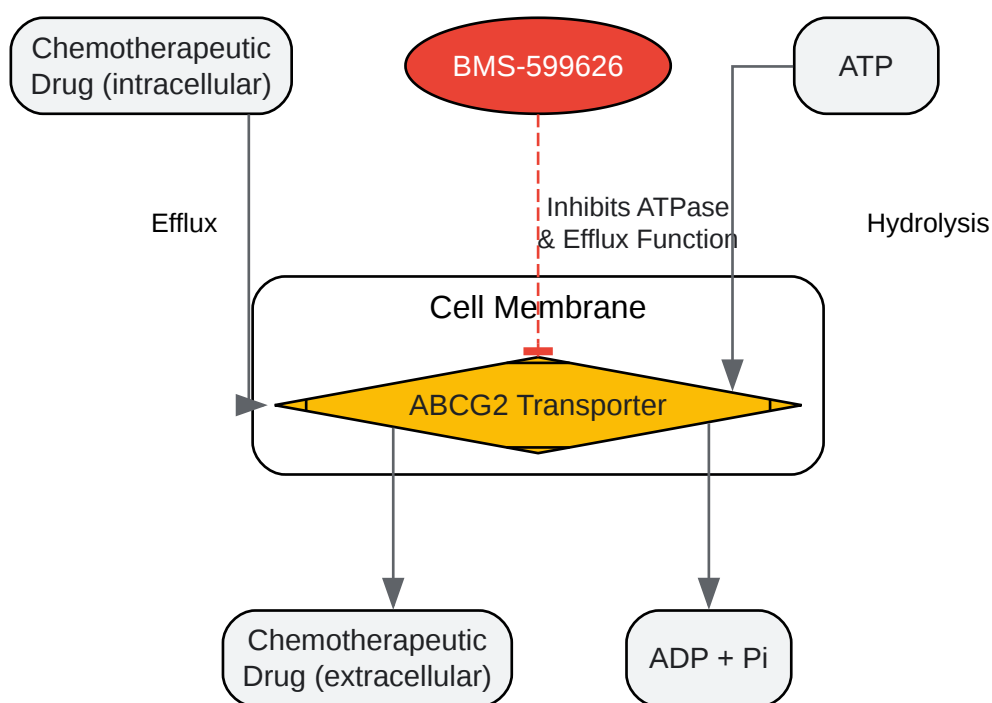 Chemotherapeutic
Drug (intracellular)
BMS-599626
ATP
Efflux
Inhibits ATPase
& Efflux Function
Hydrolysis
Cell Membrane
ABCG2 Transporter
Chemotherapeutic
Drug (extracellular)
ADP + Pi